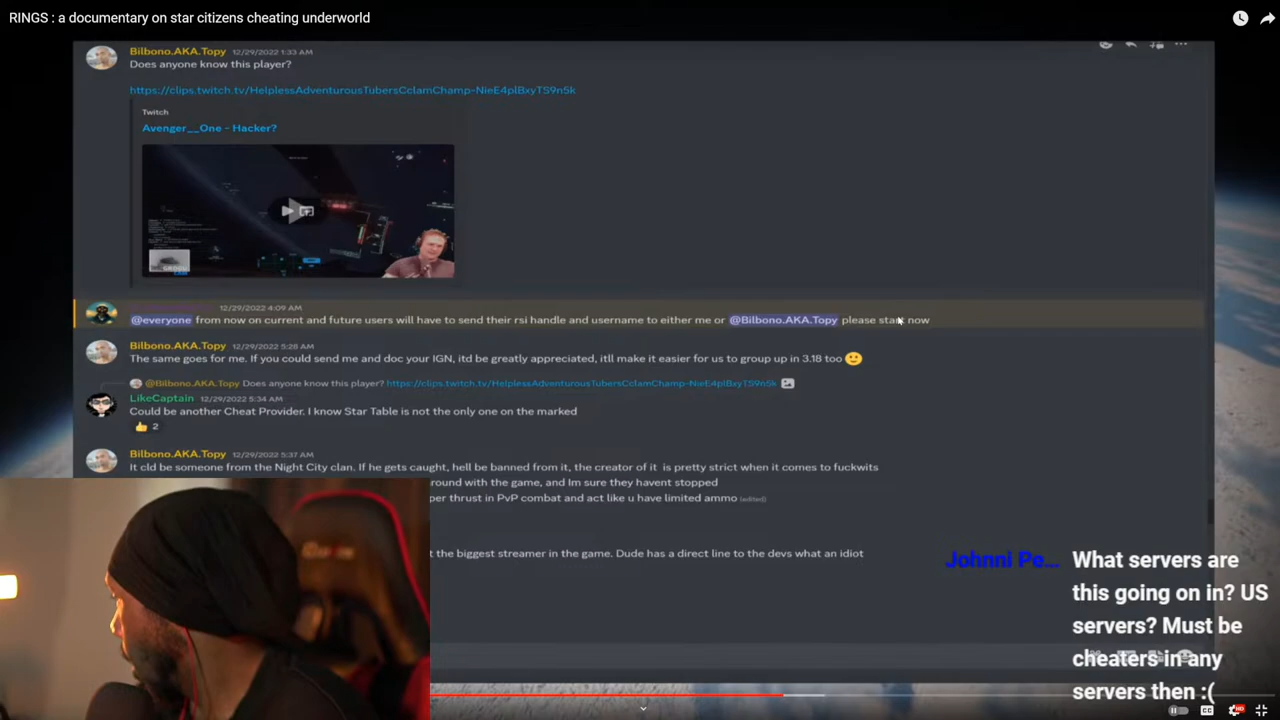 RINGS : a documentary on star citizens cheating underworld
Bilbono.AKA.Topy 12/29/2022 1:33 AM
Does anyone know this player?
https://clips.twitch.tv/HelplessAdventurousTubersCclamChamp-NieE4plBxyTS9n5k
Twitch
Avenger__One - Hacker?
12/29/2022 4:09 AM
@everyone from now on current and future users will have to send their rsi handle and username to either me or @Bilbono.AKA.Topy please start now
Bilbono.AKA.Topy 12/29/2022 5:28 AM
The same goes for me. If you could send me and doc your IGN, itd be greatly appreciated, itll make it easier for us to group up in 3.18 too 🙂
@Bilbono.AKA.Topy Does anyone know this player? https://clips.twitch.tv/HelplessAdventurousTubersCclamChamp-NieE4plBxyTS9n5k
LikeCaptain 12/29/2022 5:34 AM
Could be another Cheat Provider. I know Star Table is not the only one on the marked
👍 2
Bilbono.AKA.Topy 12/29/2022 5:37 AM
It cld be someone from the Night City clan. If he gets caught, hell be banned from it, the creator of it is pretty strict when it comes to fuckwits
round with the game, and Im sure they havent stopped
per thrust in PvP combat and act like u have limited ammo (edited)
t the biggest streamer in the game. Dude has a direct line to the devs what an idiot
Johnni Pe... What servers are
this going on in? US
servers? Must be
cheaters in any
servers then :(
HD